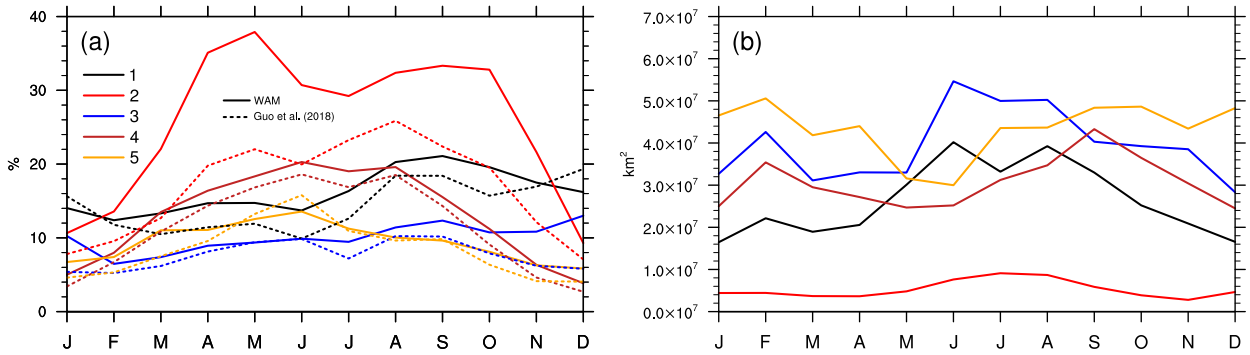 (a)
40
30
20
10
0
%
1
2
3
4
5
WAM
Guo et al. (2018)
J F M A M J J A S O N D
(b)
7.0×10⁷
6.0×10⁷
5.0×10⁷
4.0×10⁷
3.0×10⁷
2.0×10⁷
1.0×10⁷
0.0×10⁷
km²
J F M A M J J A S O N D